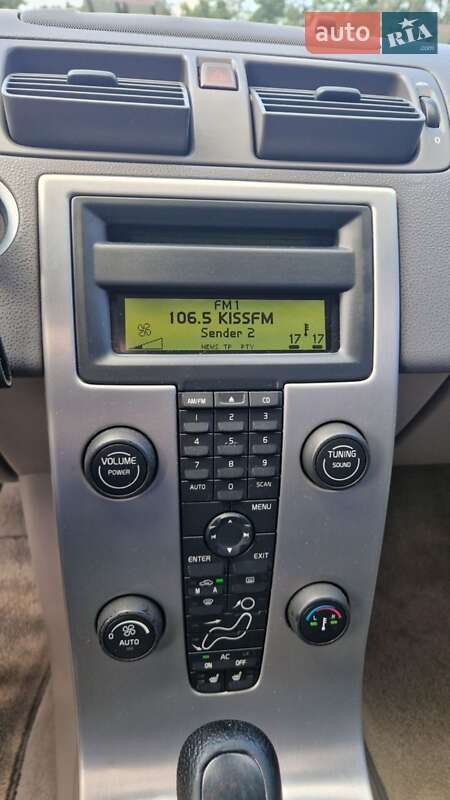 auto RIA
.com
0
FM1
106.5 KISSFM
Sender 2
17 17
NEWS TP PTY
AM/FM CD
1 2 3
4 .5. 6
7 8 9
AUTO 0 SCAN
VOLUME
POWER
TUNING
SOUND
MENU
ENTER EXIT
M A
0
AUTO
L H
AC
ON OFF